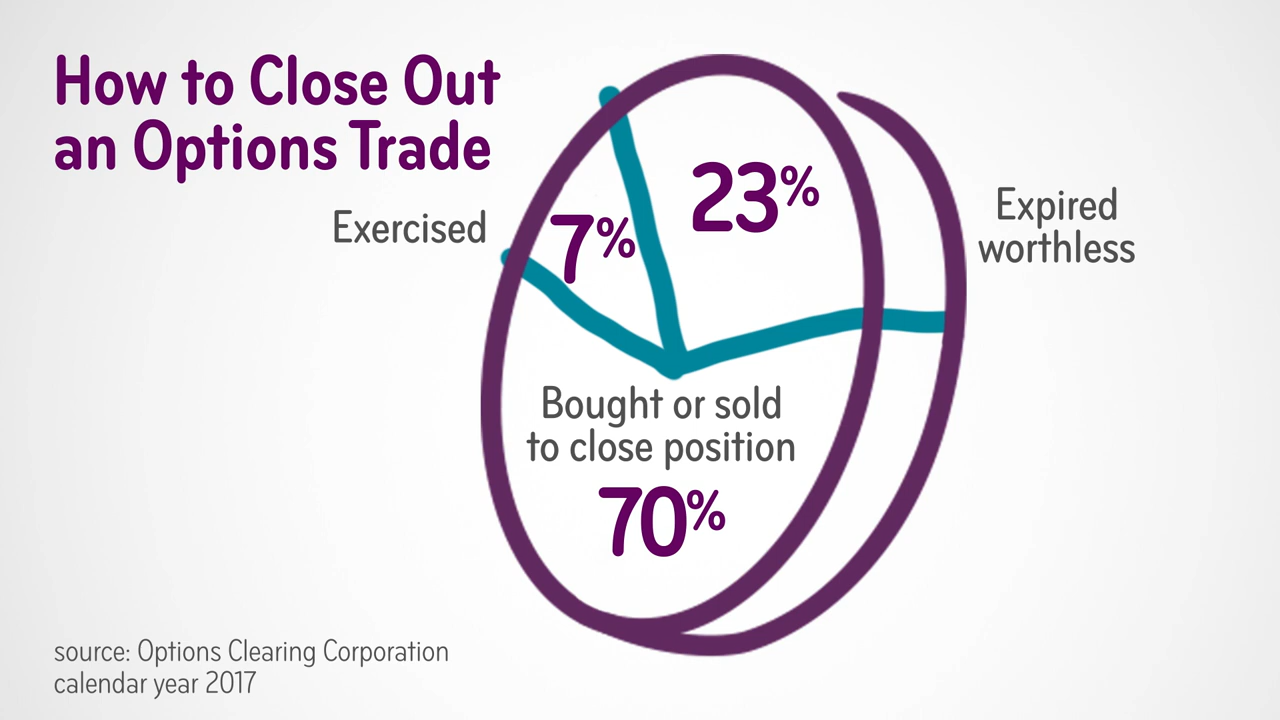 How to Close Out
an Options Trade
Exercised
7%
23%
Expired
worthless
Bought or sold
to close position
70%
source: Options Clearing Corporation
calendar year 2017